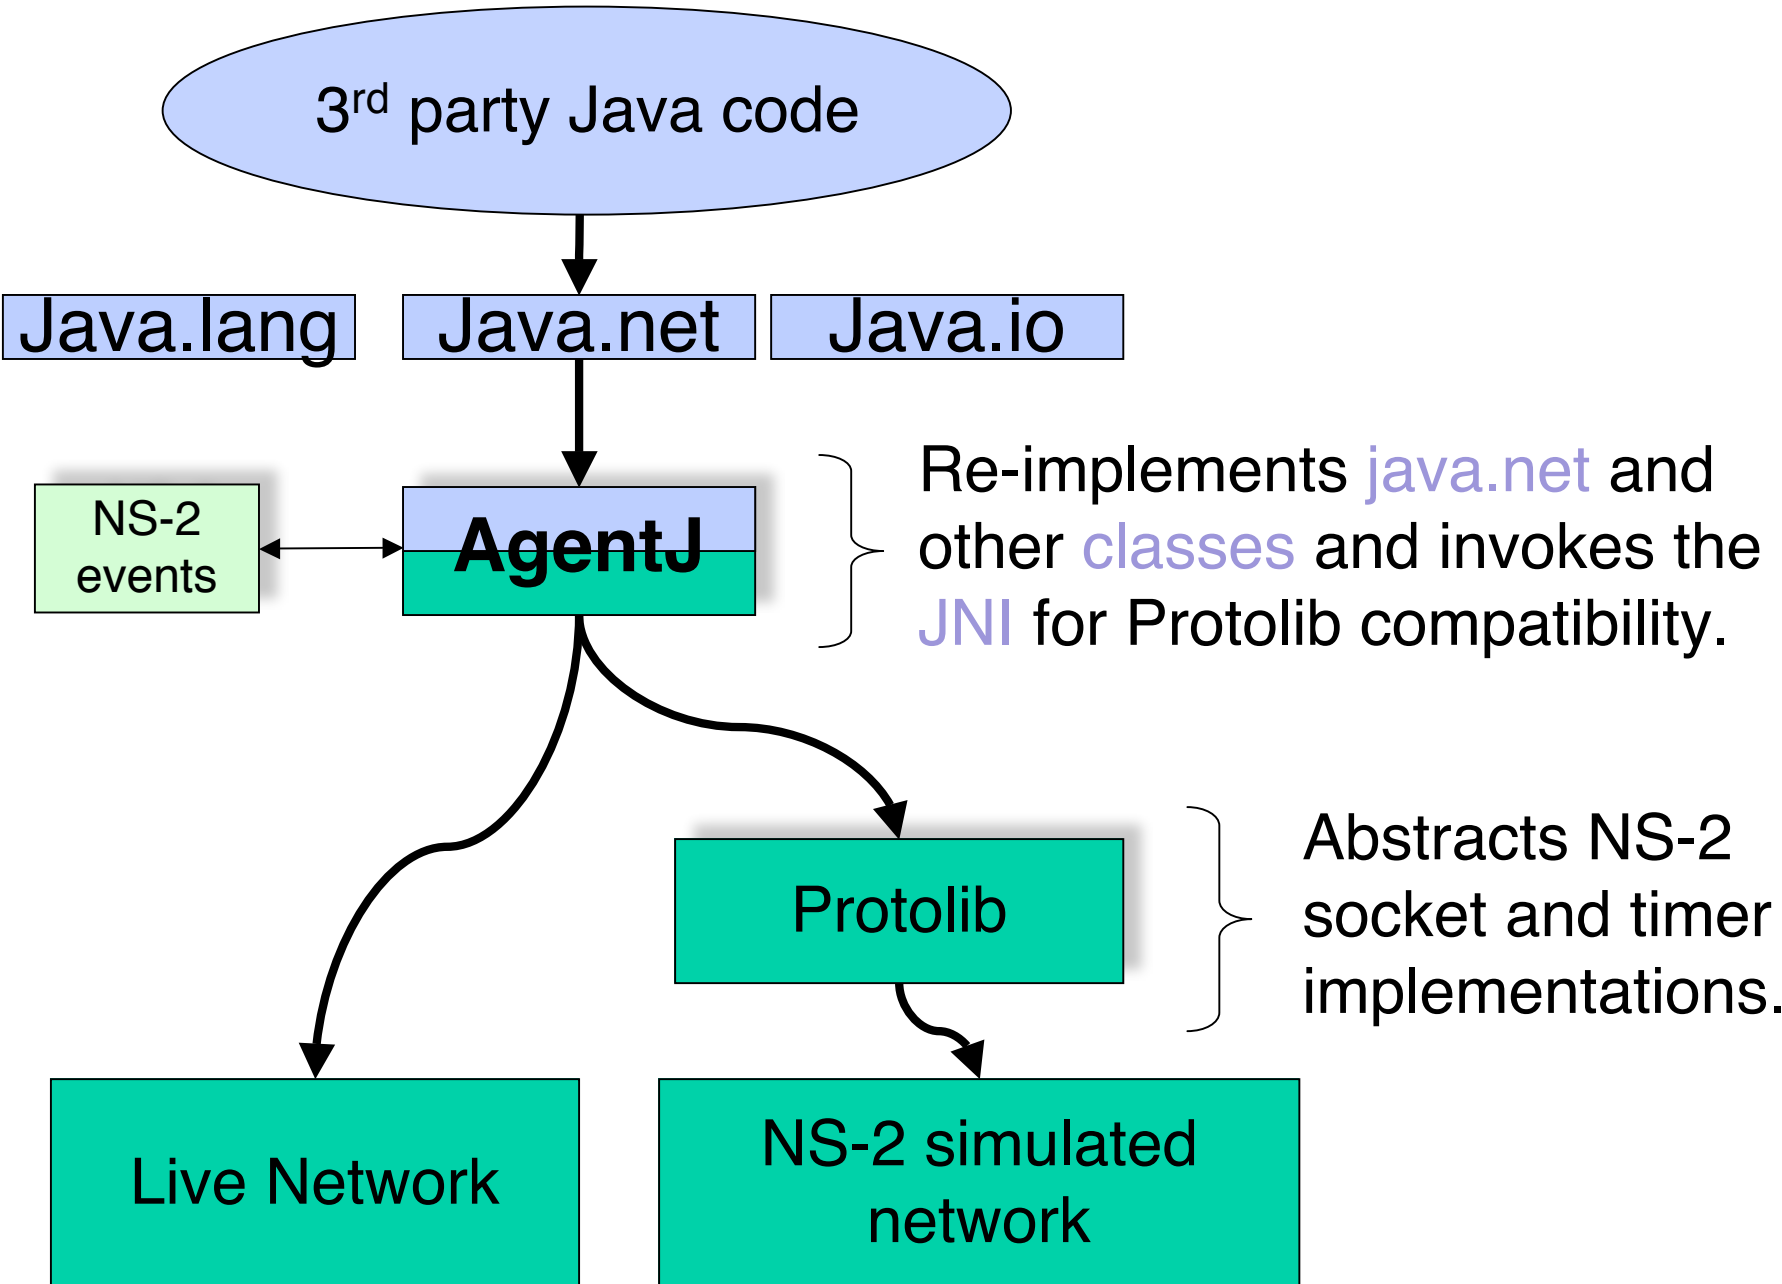 3rd party Java code
Java.lang
Java.net
Java.io
NS-2
events
AgentJ
Re-implements java.net and
other classes and invokes the
JNI for Protolib compatibility.
Protolib
Abstracts NS-2
socket and timer
implementations.
Live Network
NS-2 simulated
network